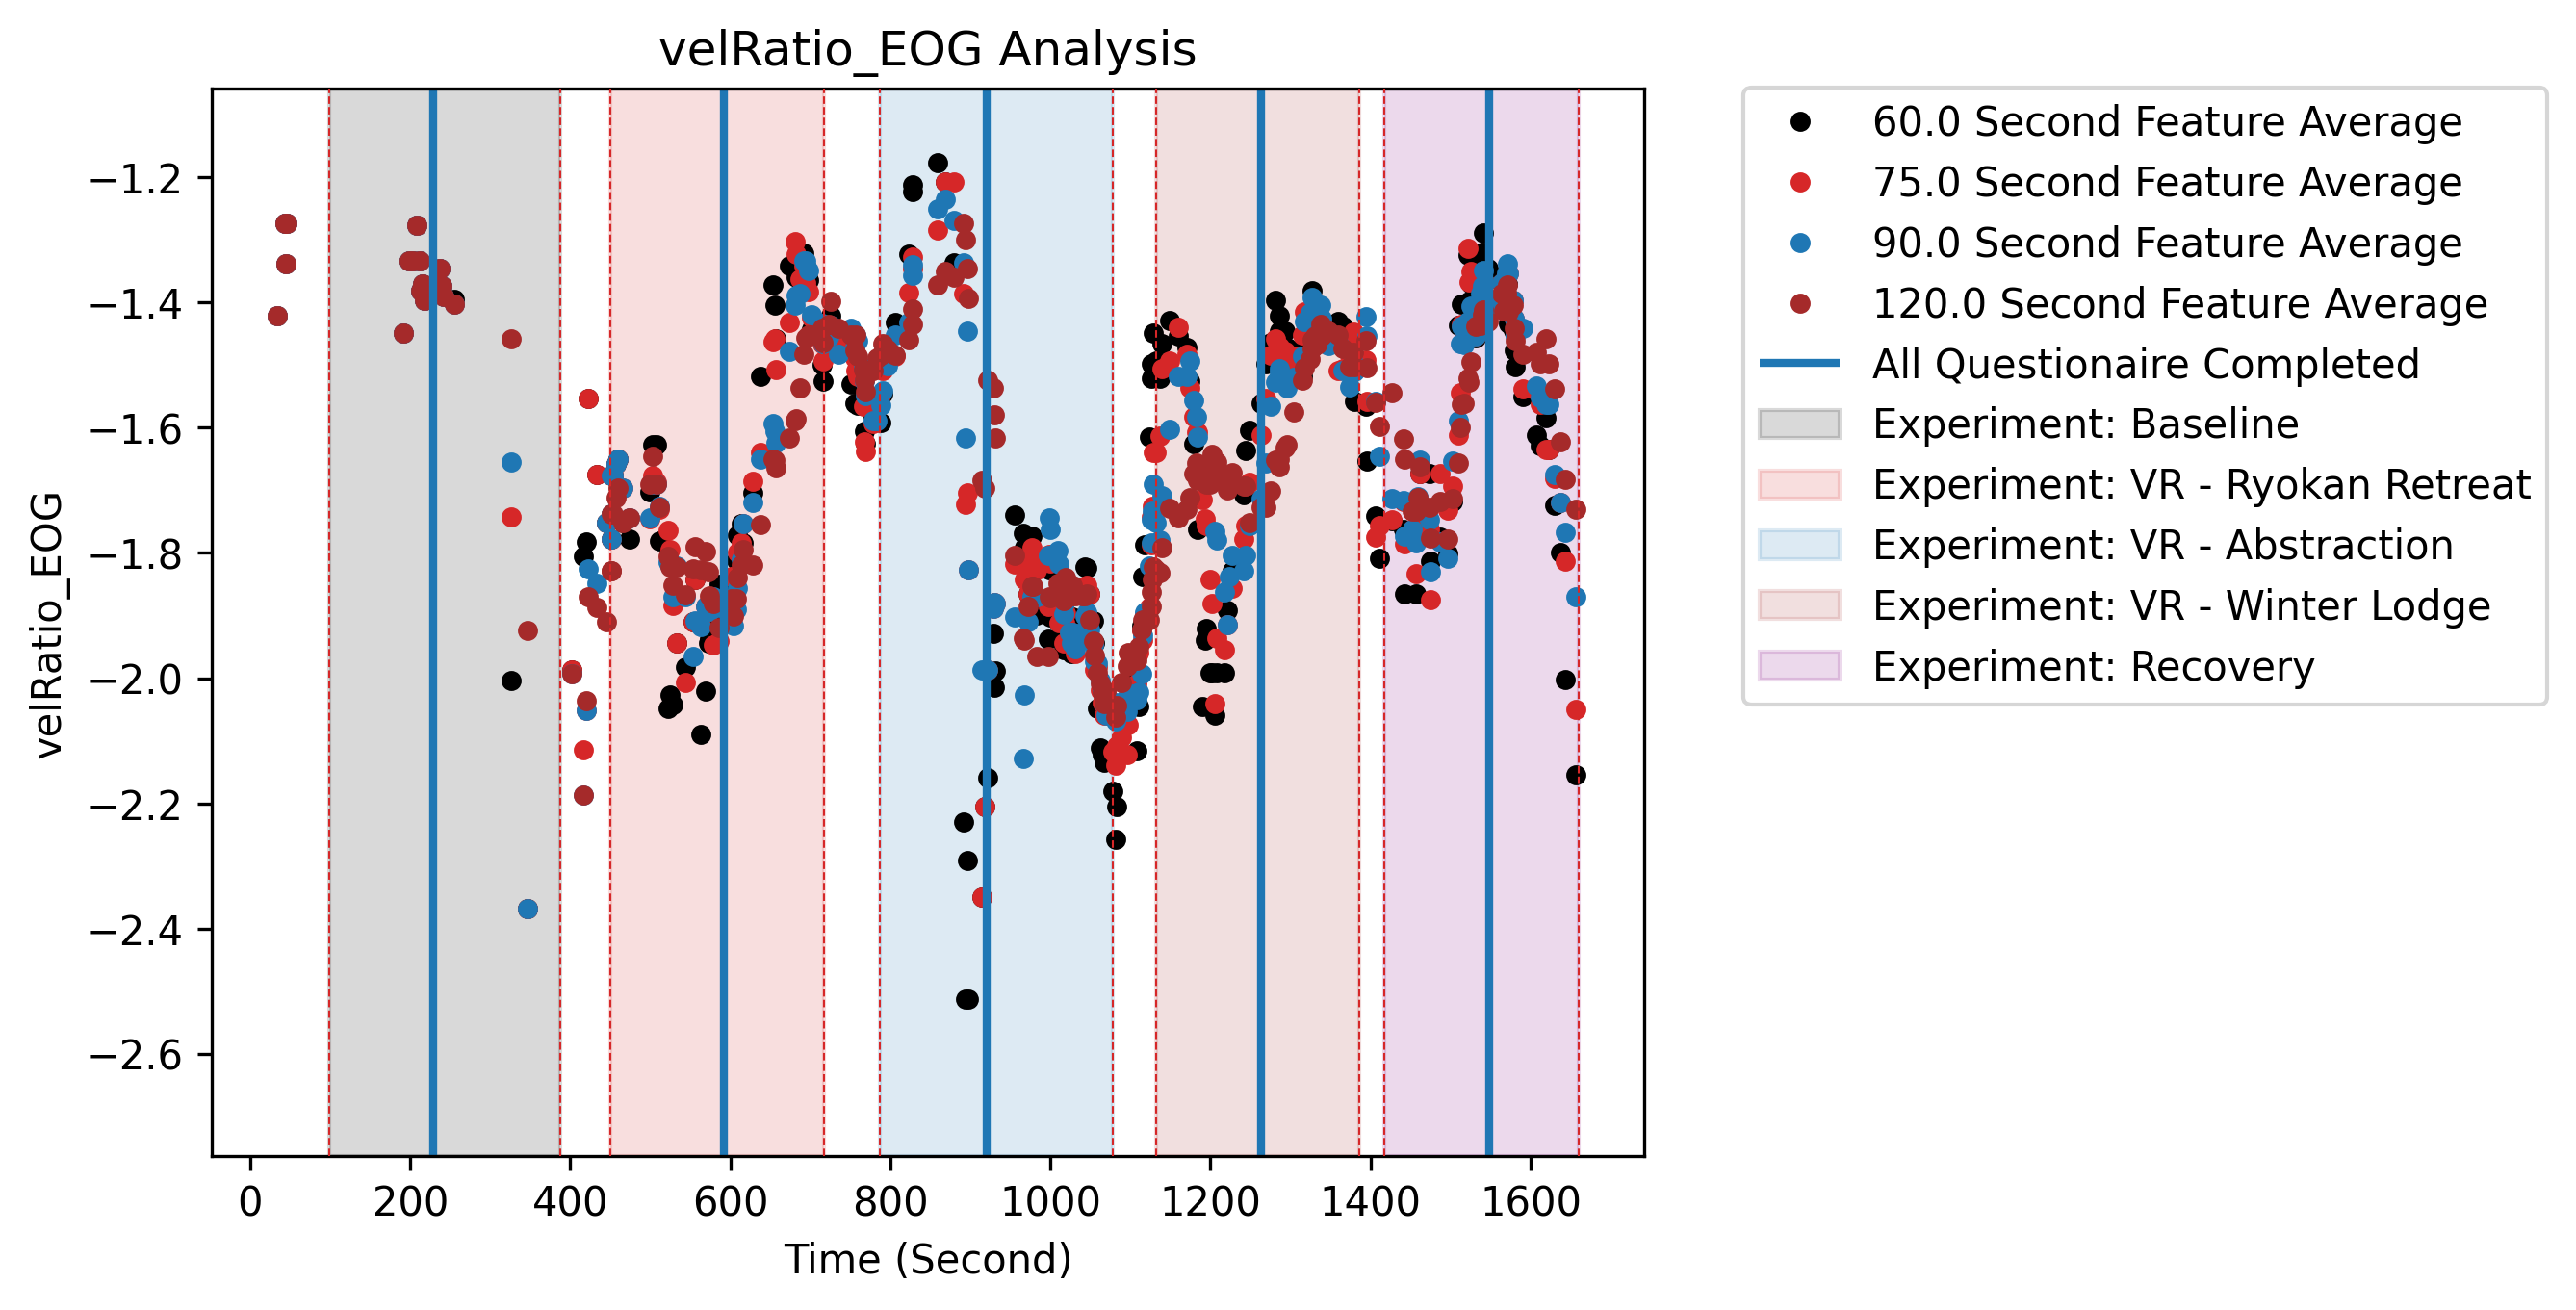 velRatio_EOG Analysis
velRatio_EOG
−1.2
−1.4
−1.6
−1.8
−2.0
−2.2
−2.4
−2.6
0 200 400 600 800 1000 1200 1400 1600
Time (Second)
60.0 Second Feature Average
75.0 Second Feature Average
90.0 Second Feature Average
120.0 Second Feature Average
All Questionaire Completed
Experiment: Baseline
Experiment: VR - Ryokan Retreat
Experiment: VR - Abstraction
Experiment: VR - Winter Lodge
Experiment: Recovery